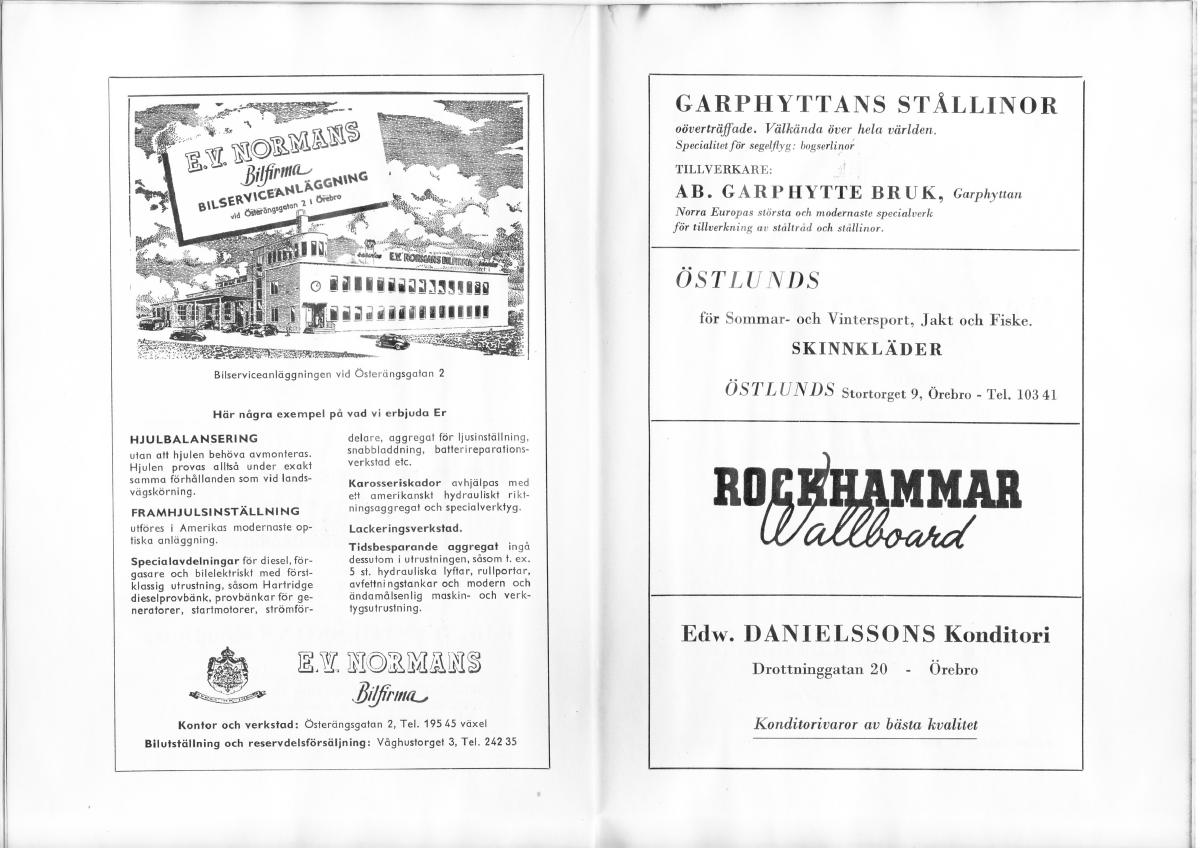 E.V. NORMANS
Bilfirma
BILSERVICEANLÄGGNING
vid Österängsgatan 2 i Örebro
service E.V. NORMANS BILFIRMA service
Bilserviceanläggningen vid Österängsgatan 2
Här några exempel på vad vi erbjuda Er
HJULBALANSERING
utan att hjulen behöva avmonteras.
Hjulen provas alltså under exakt
samma förhållanden som vid lands-
vägskörning.
FRAMHJULSINSTÄLLNING
utföres i Amerikas modernaste op-
tiska anläggning.
Specialavdelningar för diesel, för-
gasare och bilelektriskt med först-
klassig utrustning, såsom Hartridge
dieselprovbänk, provbänkar för ge-
neratorer, startmotorer, strömför-
delare, aggregat för ljusinställning,
snabbladdning, batterireparations-
verkstad etc.
Karosseriskador avhjälpas med
ett amerikanskt hydrauliskt rikt-
ningsaggregat och specialverktyg.
Lackeringsverkstad.
Tidsbesparande aggregat ingå
dessutom i utrustningen, såsom t. ex.
5 st. hydrauliska lyftar, rullportar,
avfettningstankar och modern och
ändamålsenlig maskin- och verk-
tygsutrustning.
E.V. NORMANS
Bilfirma
Kontor och verkstad: Österängsgatan 2, Tel. 195 45 växel
Bilutställning och reservdelsförsäljning: Våghustorget 3, Tel. 242 35
GARPHYTTANS STÅLLINOR
oöverträffade. Välkända över hela världen.
Specialitet för segelflyg: bogserlinor
TILLVERKARE:
AB. GARPHYTTE BRUK, Garphyttan
Norra Europas största och modernaste specialverk
för tillverkning av ståltråd och stållinor.
ÖSTLUNDS
för Sommar- och Vintersport, Jakt och Fiske.
SKINNKLÄDER
ÖSTLUNDS Stortorget 9, Örebro - Tel. 103 41
ROCKHAMMAR
Wallboard
Edw. DANIELSSONS Konditori
Drottninggatan 20 - Örebro
Konditorivaror av bästa kvalitet